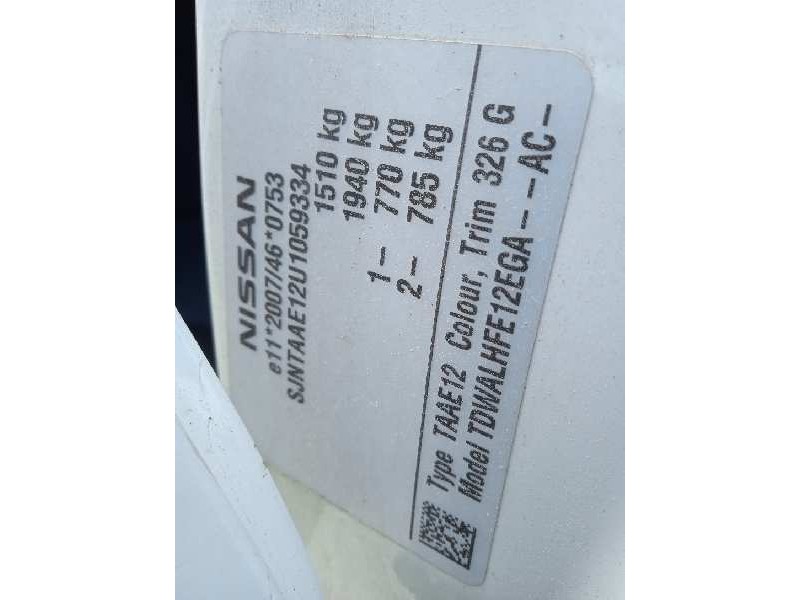 NISSAN
e11*2007/46*0753
SJNTAAE12U1059334
1510 kg
1940 kg
1– 770 kg
2– 785 kg
Type TAAE12 Colour, Trim 326 G
Model TDWALHFE12EGA––AC–